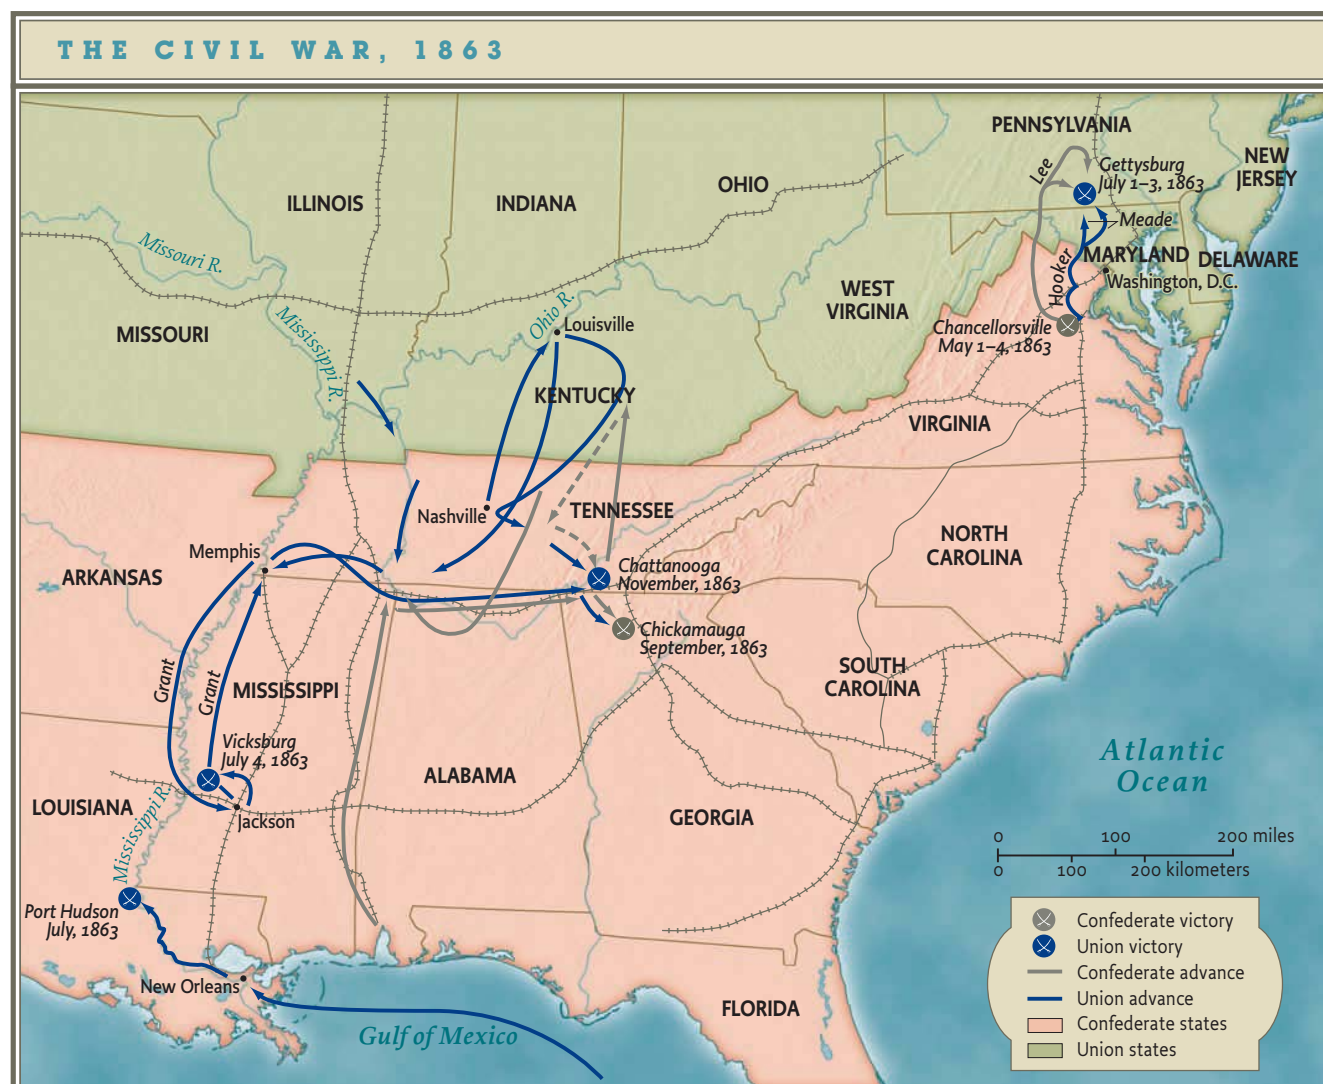 THE CIVIL WAR, 1863
PENNSYLVANIA
Lee
Gettysburg
July 1–3, 1863
NEW
JERSEY
OHIO
ILLINOIS
INDIANA
Meade
Missouri R.
MARYLAND
DELAWARE
Hooker
Washington, D.C.
WEST
VIRGINIA
Mississippi R.
Ohio R.
Louisville
MISSOURI
Chancellorsville
May 1–4, 1863
KENTUCKY
VIRGINIA
Nashville
TENNESSEE
NORTH
CAROLINA
Memphis
ARKANSAS
Chattanooga
November, 1863
Chickamauga
September, 1863
Grant
Grant
MISSISSIPPI
SOUTH
CAROLINA
Vicksburg
July 4, 1863
Atlantic
Ocean
ALABAMA
LOUISIANA
Mississippi R.
Jackson
GEORGIA
0 100 200 miles
0 100 200 kilometers
Port Hudson
July, 1863
New Orleans
Gulf of Mexico
FLORIDA
Confederate victory
Union victory
Confederate advance
Union advance
Confederate states
Union states